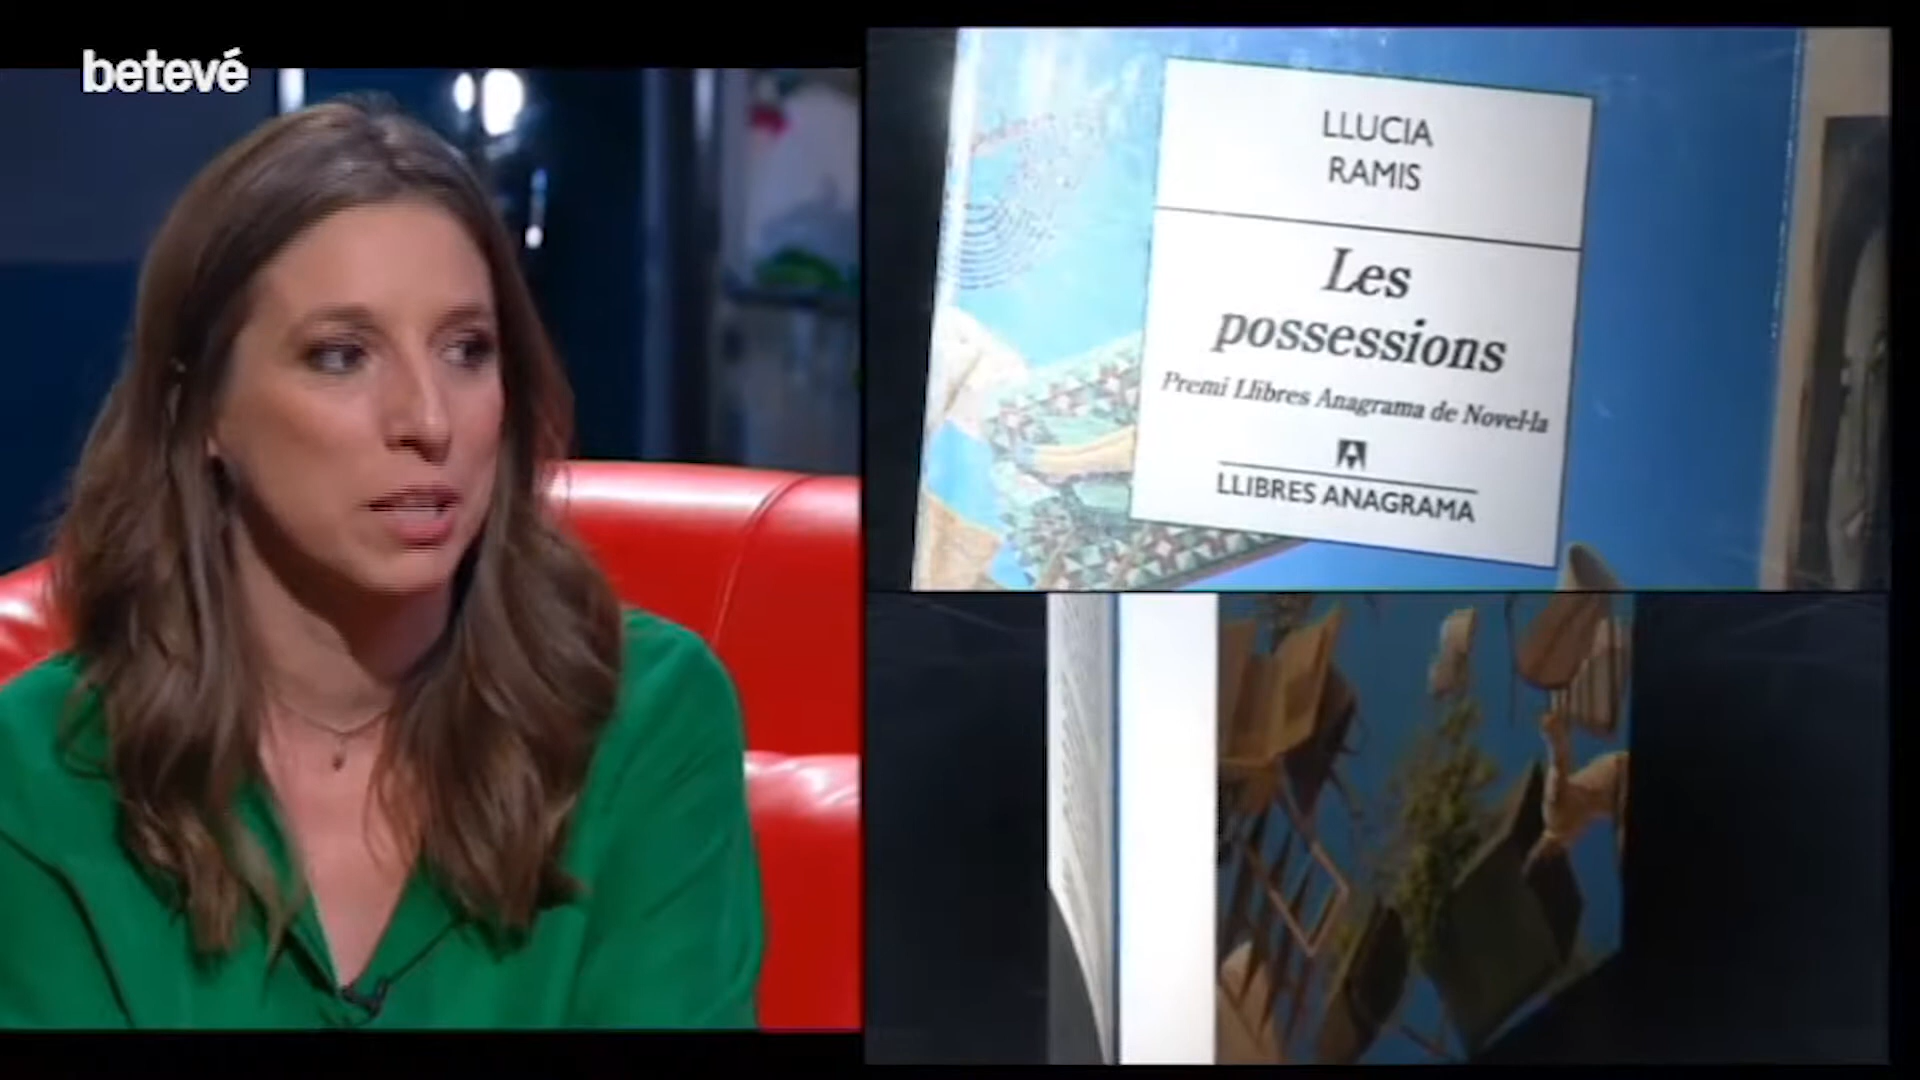 betevé
LLUCIA
RAMIS
Les
possessions
Premi Llibres Anagrama de Novel·la
LLIBRES ANAGRAMA